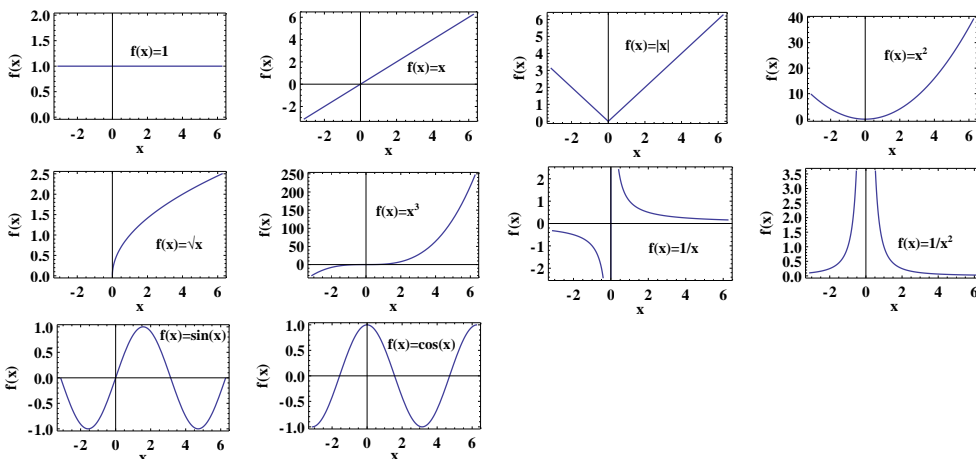 2.0
1.5
1.0
0.5
0.0
f(x)
f(x)=1
-2 0 2 4 6
x
6
4
2
0
-2
f(x)
f(x)=x
-2 0 2 4 6
x
6
5
4
3
2
1
0
f(x)
f(x)=|x|
-2 0 2 4 6
x
40
30
20
10
0
f(x)
f(x)=x²
-2 0 2 4 6
x
2.5
2.0
1.5
1.0
0.5
0.0
f(x)
f(x)=√x
-2 0 2 4 6
x
250
200
150
100
50
0
f(x)
f(x)=x³
-2 0 2 4 6
x
2
1
0
-1
-2
f(x)
f(x)=1/x
-2 0 2 4 6
x
3.5
3.0
2.5
2.0
1.5
1.0
0.5
0.0
f(x)
f(x)=1/x²
-2 0 2 4 6
x
1.0
0.5
0.0
-0.5
-1.0
f(x)
f(x)=sin(x)
-2 0 2 4 6
x
1.0
0.5
0.0
-0.5
-1.0
f(x)
f(x)=cos(x)
-2 0 2 4 6
x